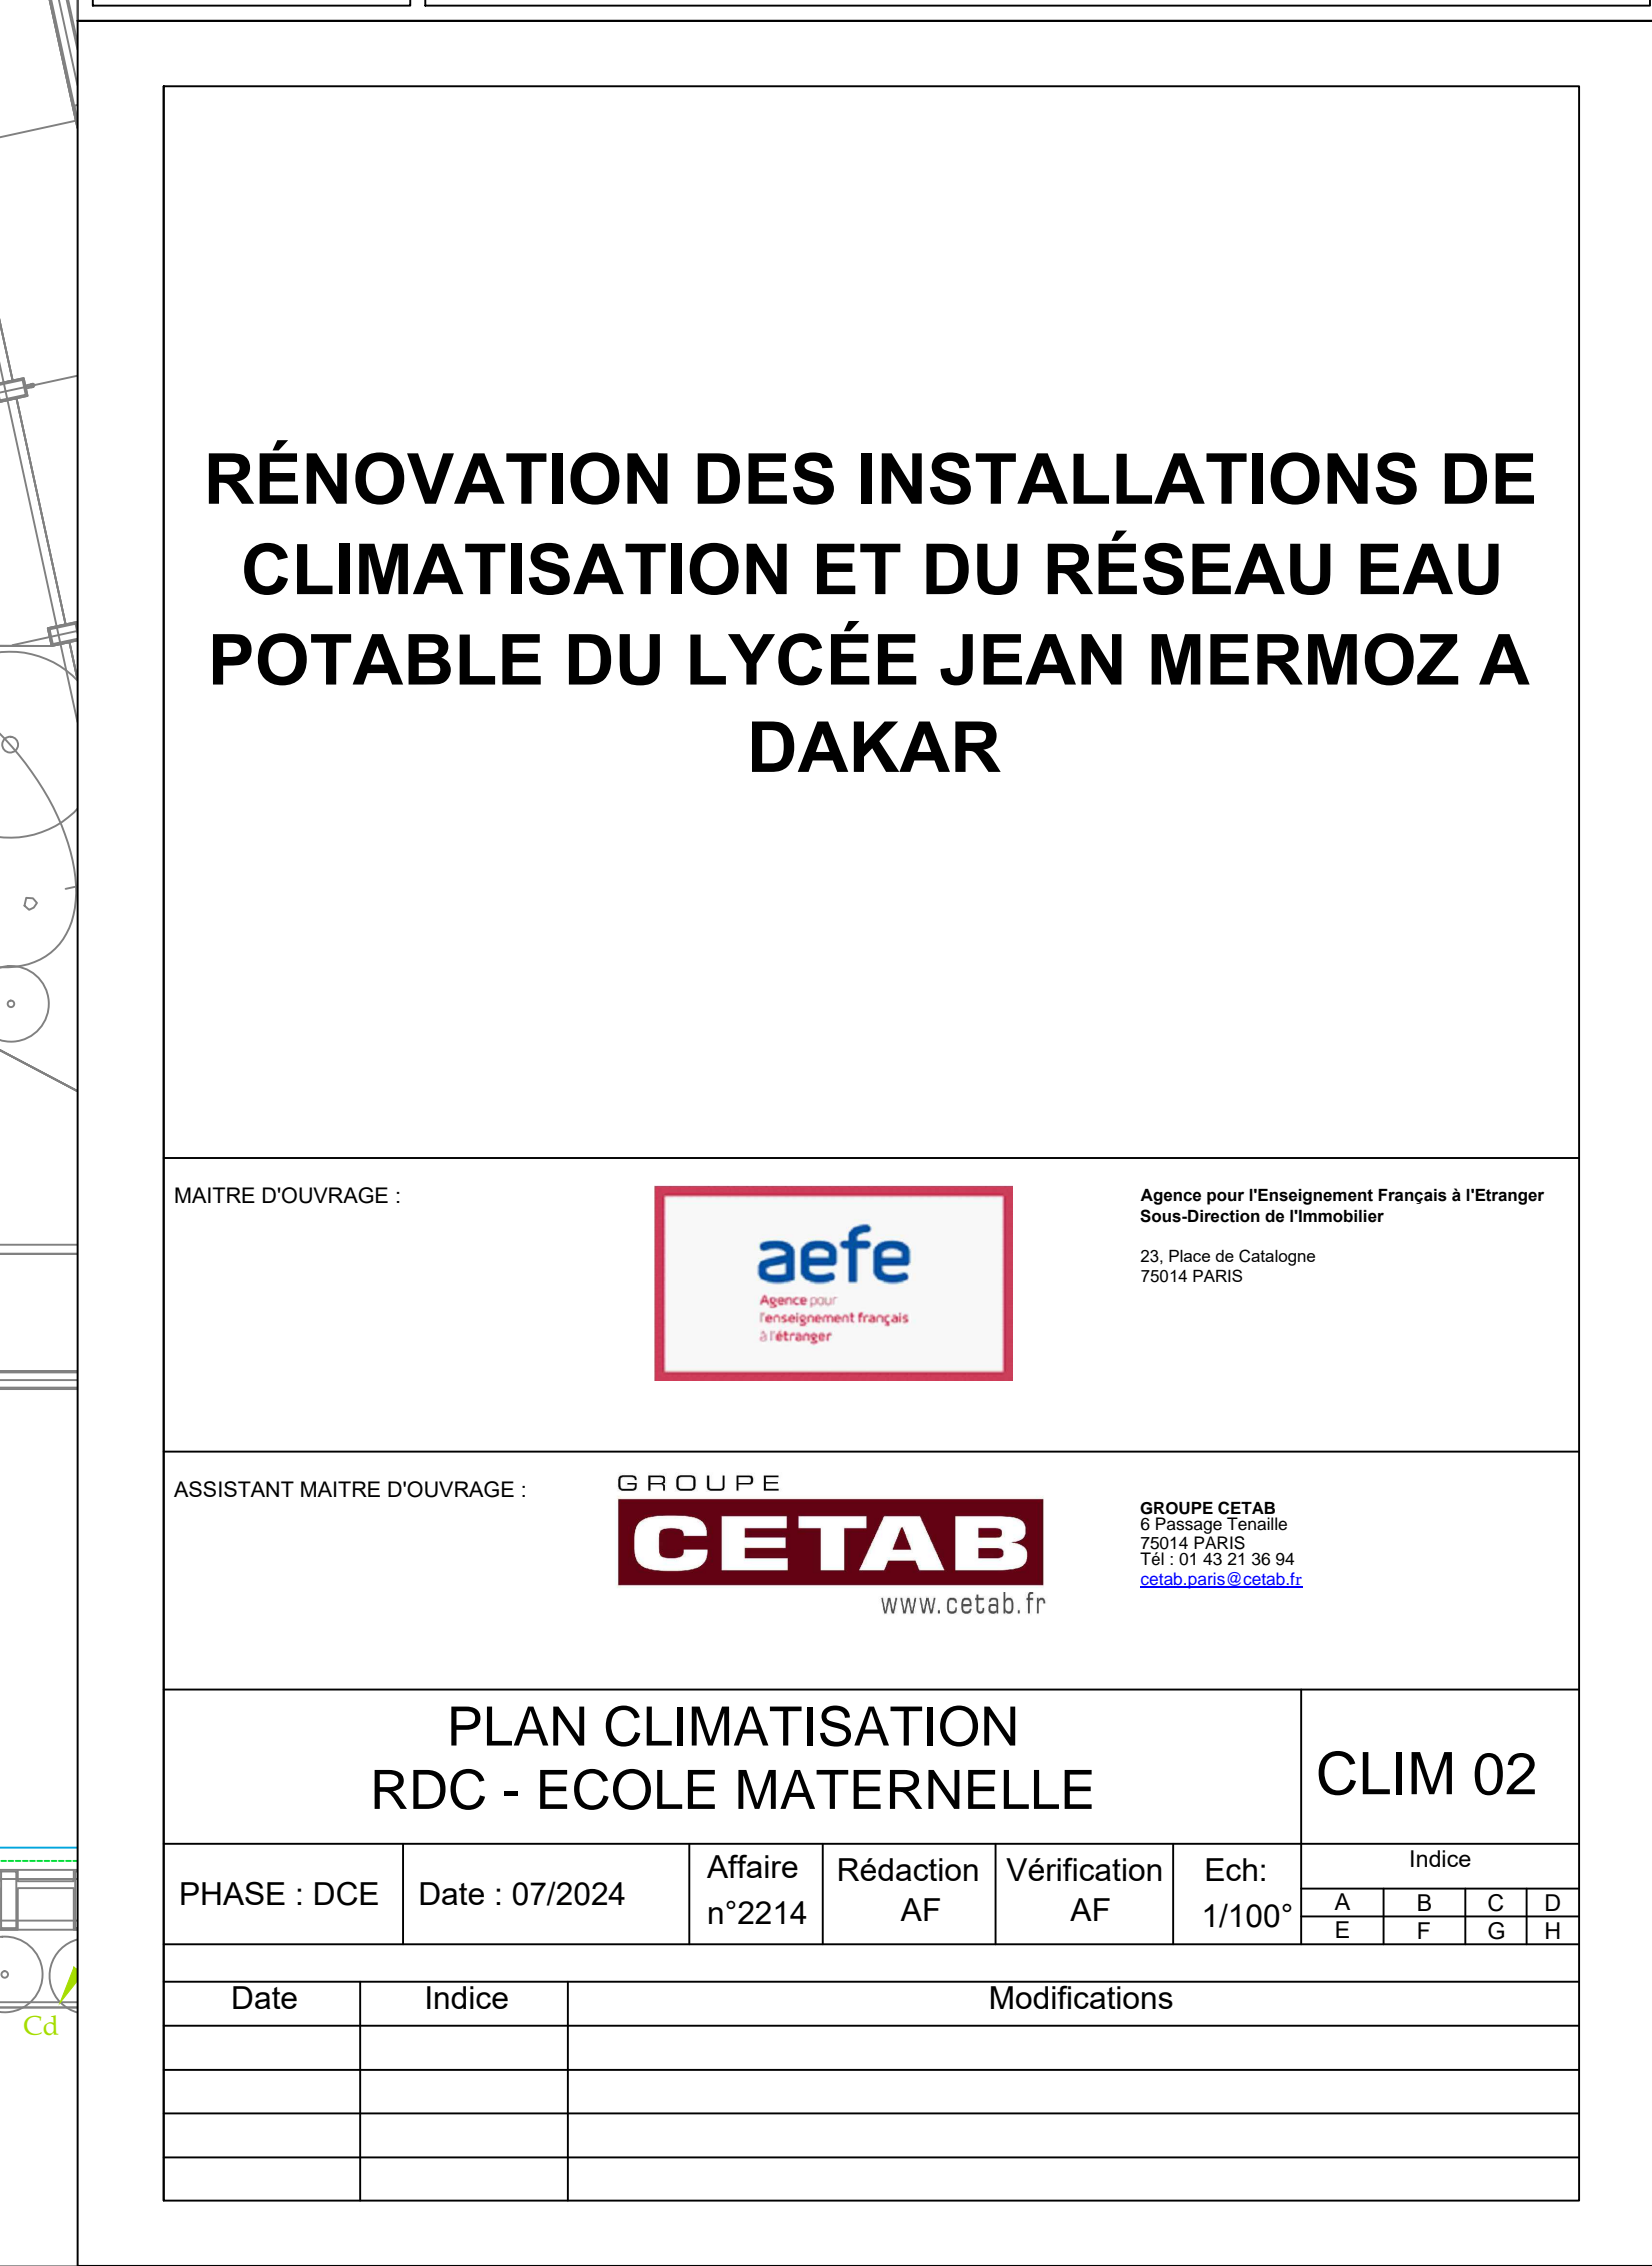 RÉNOVATION DES INSTALLATIONS DE
CLIMATISATION ET DU RÉSEAU EAU
POTABLE DU LYCÉE JEAN MERMOZ A
DAKAR
MAITRE D'OUVRAGE :
aefe
Agence pour
l'enseignement français
à l'étranger
Agence pour l'Enseignement Français à l'Etranger
Sous-Direction de l'Immobilier
23, Place de Catalogne
75014 PARIS
ASSISTANT MAITRE D'OUVRAGE :
GROUPE
CETAB
www.cetab.fr
GROUPE CETAB
6 Passage Tenaille
75014 PARIS
Tél : 01 43 21 36 94
cetab.paris@cetab.fr
PLAN CLIMATISATION
RDC - ECOLE MATERNELLE
CLIM 02
PHASE : DCE
Date : 07/2024
Affaire
n°2214
Rédaction
AF
Vérification
AF
Ech:
1/100°
Indice
A B C D
E F G H
Date Indice Modifications
Cd